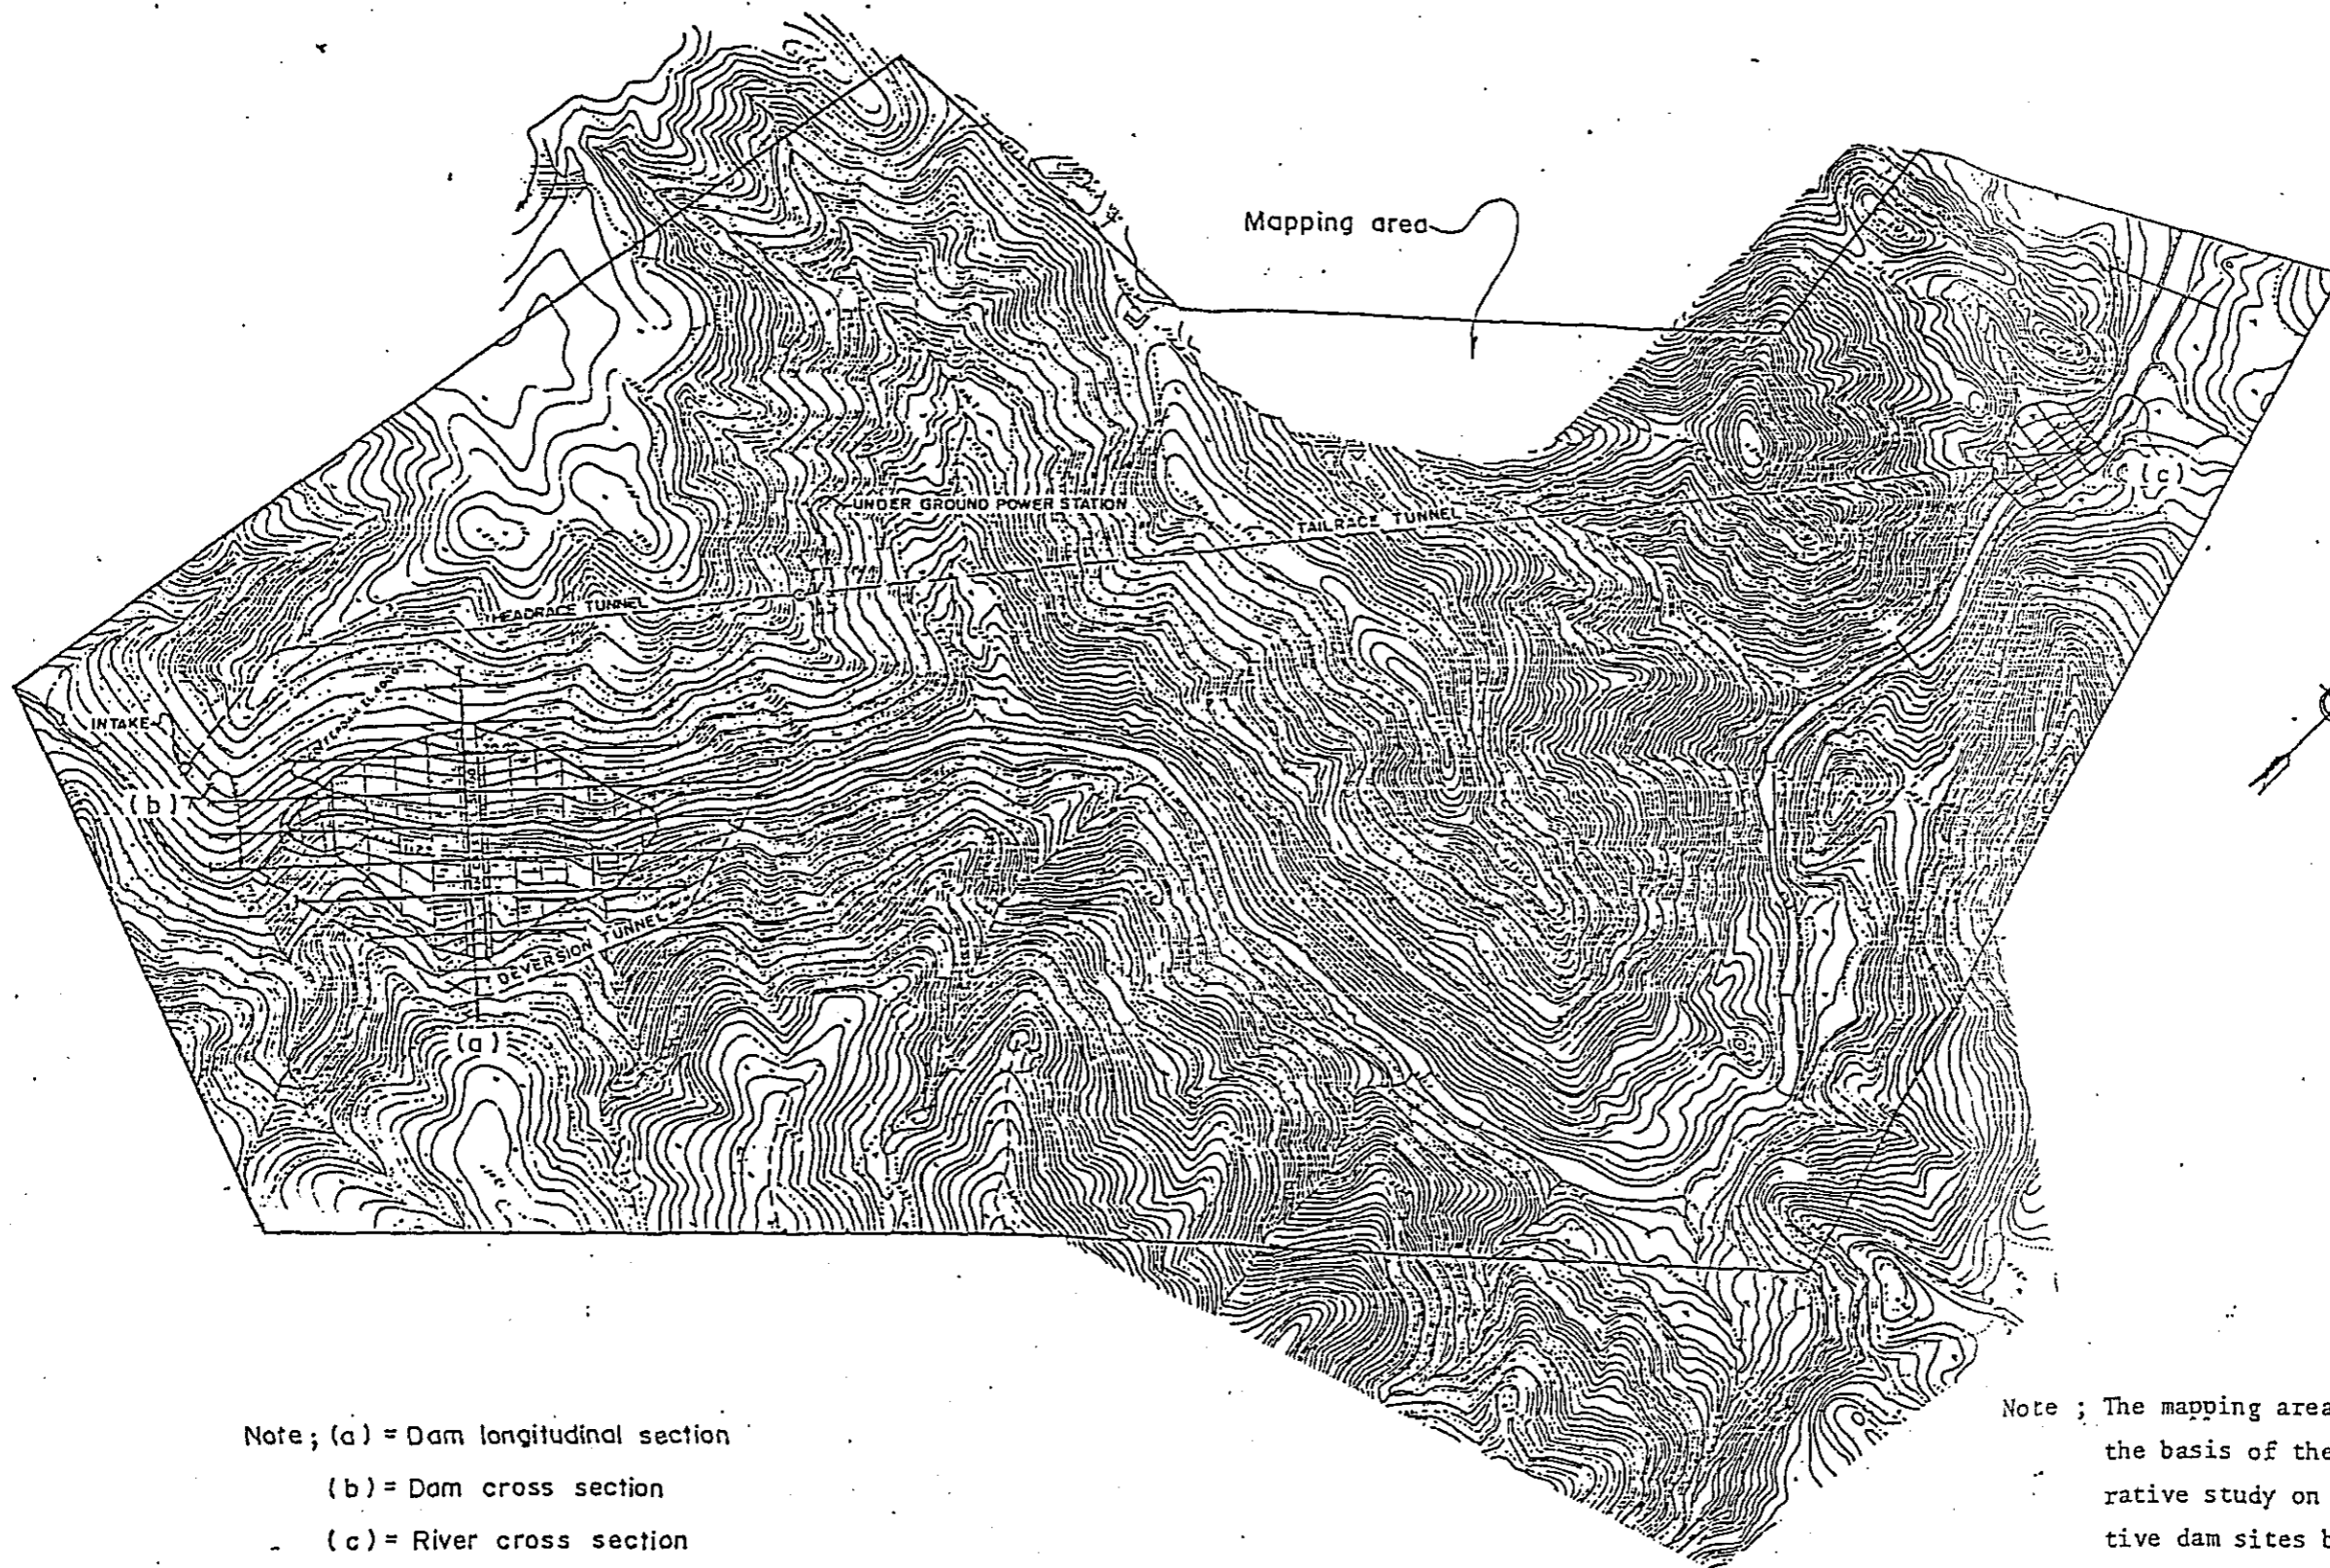 Mapping area
UNDER GROUND POWER STATION
TAILRACE TUNNEL
(c)
HEADRACE TUNNEL
INTAKE
(b)
DEVERSION TUNNEL
(a)
Note; (a) = Dam longitudinal section
(b) = Dam cross section
(c) = River cross section
Note ; The mapping area
the basis of the
rative study on
tive dam sites b